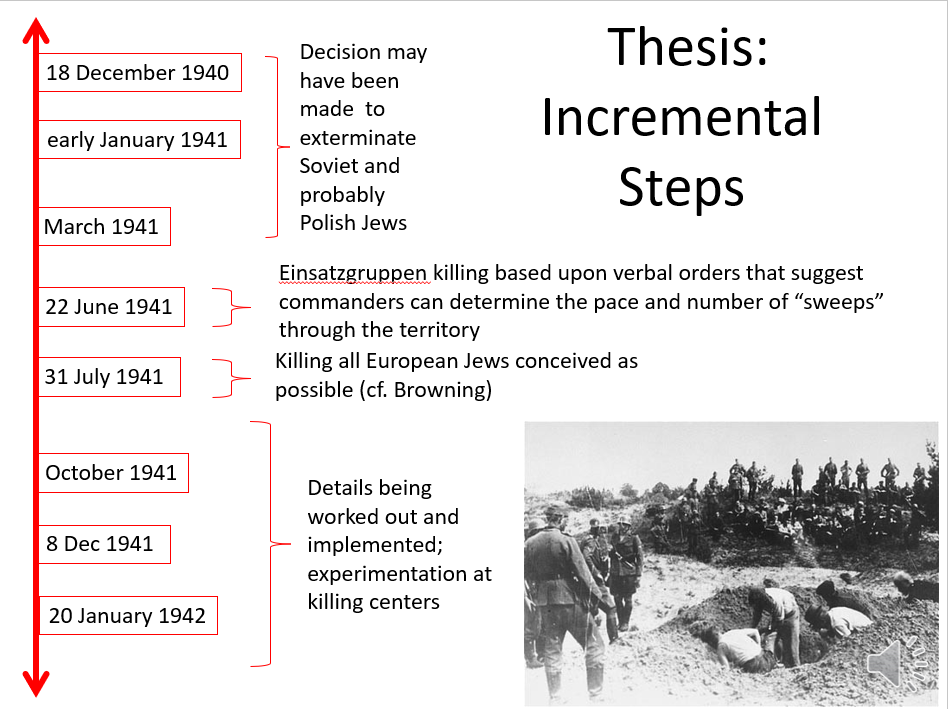 Thesis:
Incremental
Steps
18 December 1940
early January 1941
March 1941
Decision may
have been
made  to
exterminate
Soviet and
probably
Polish Jews
22 June 1941
Einsatzgruppen killing based upon verbal orders that suggest
commanders can determine the pace and number of “sweeps”
through the territory
31 July 1941
Killing all European Jews conceived as
possible (cf. Browning)
October 1941
8 Dec 1941
20 January 1942
Details being
worked out and
implemented;
experimentation at
killing centers